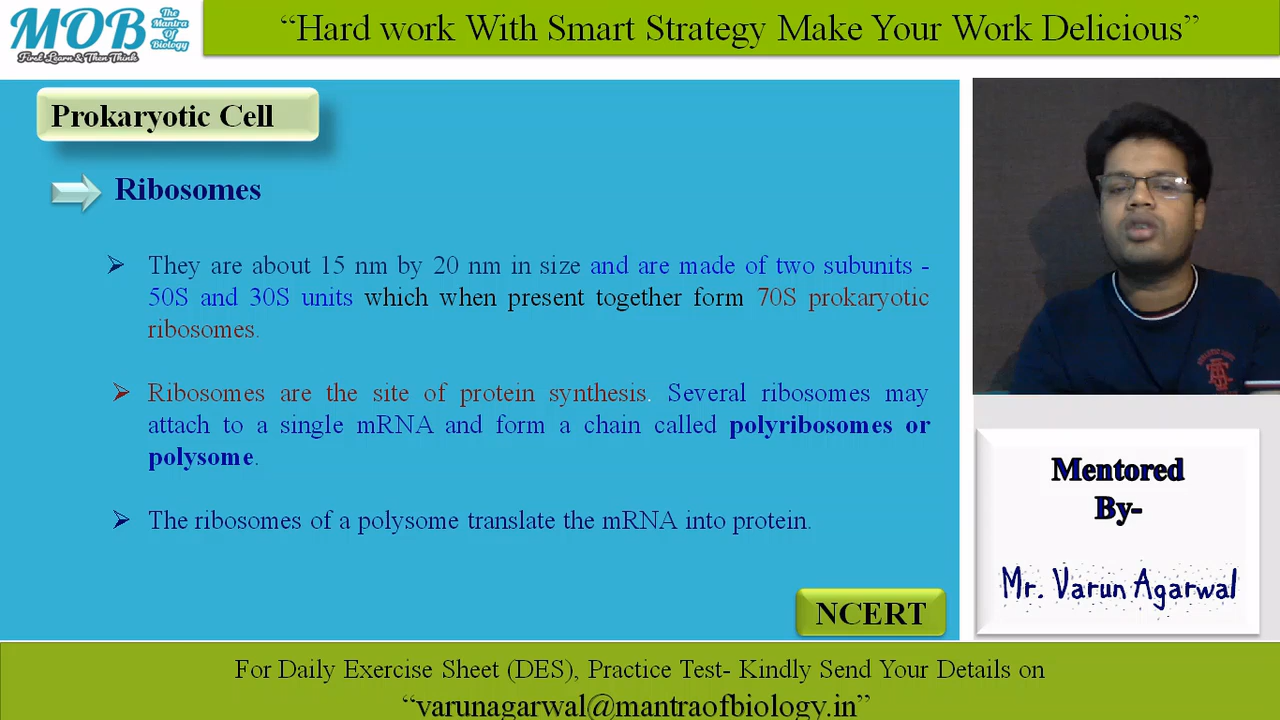 MOB The Mantra Of Biology
First Learn & Then Think
“Hard work With Smart Strategy Make Your Work Delicious”
Prokaryotic Cell
Ribosomes
They are about 15 nm by 20 nm in size and are made of two subunits -
50S and 30S units which when present together form 70S prokaryotic
ribosomes.
Ribosomes are the site of protein synthesis. Several ribosomes may
attach to a single mRNA and form a chain called polyribosomes or
polysome.
The ribosomes of a polysome translate the mRNA into protein.
NCERT
Mentored
By-
Mr. Varun Agarwal
For Daily Exercise Sheet (DES), Practice Test- Kindly Send Your Details on
“varunagarwal@mantraofbiology.in”